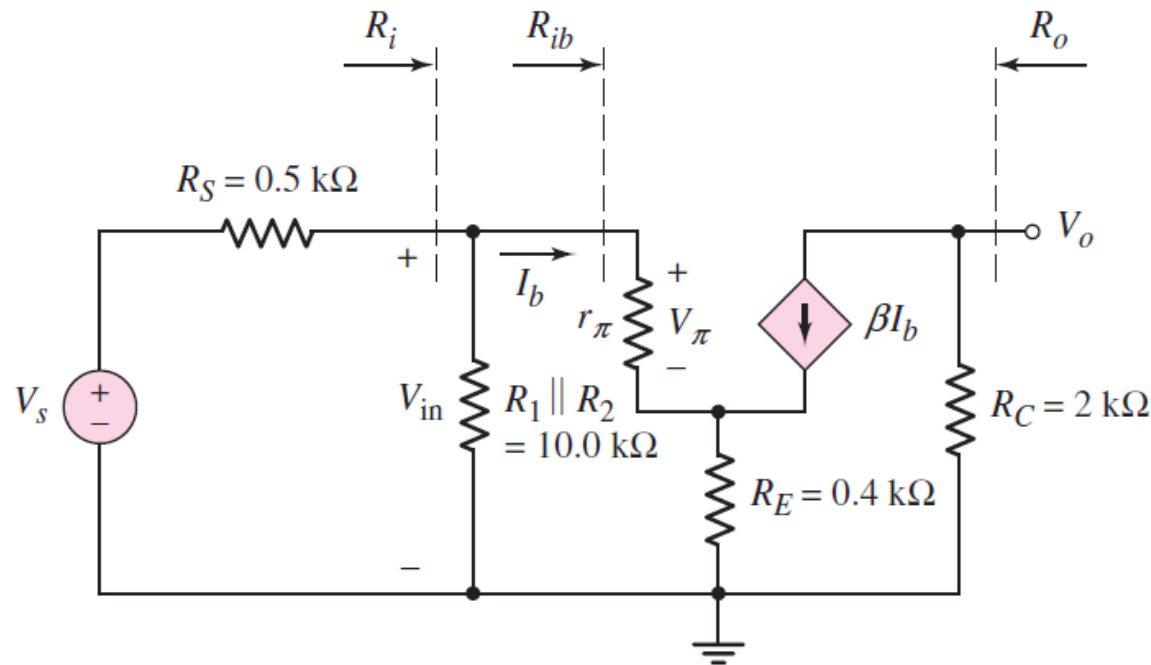 R_i
R_ib
R_o
R_S = 0.5 kΩ
V_o
+
I_b
+
r_π
V_π
−
βI_b
V_s
+
−
V_in
R_1 || R_2
= 10.0 kΩ
R_C = 2 kΩ
R_E = 0.4 kΩ
−